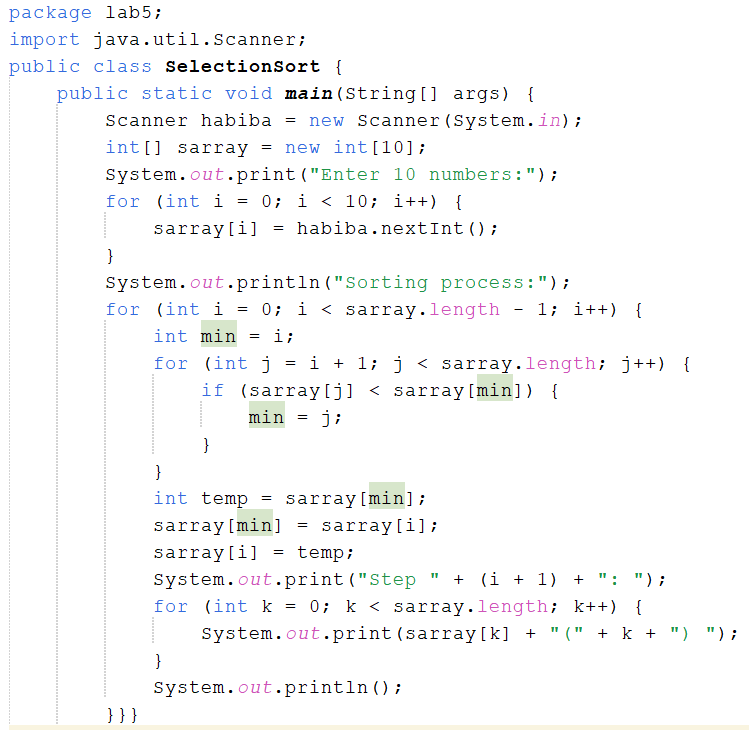 package lab5;
import java.util.Scanner;
public class SelectionSort {
    public static void main(String[] args) {
        Scanner habiba = new Scanner(System.in);
        int[] sarray = new int[10];
        System.out.print("Enter 10 numbers:");
        for (int i = 0; i < 10; i++) {
            sarray[i] = habiba.nextInt();
        }
        System.out.println("Sorting process:");
        for (int i = 0; i < sarray.length - 1; i++) {
            int min = i;
            for (int j = i + 1; j < sarray.length; j++) {
                if (sarray[j] < sarray[min]) {
                    min = j;
                }
            }
            int temp = sarray[min];
            sarray[min] = sarray[i];
            sarray[i] = temp;
            System.out.print("Step " + (i + 1) + ": ");
            for (int k = 0; k < sarray.length; k++) {
                System.out.print(sarray[k] + "(" + k + ") ");
            }
            System.out.println();
        }}}